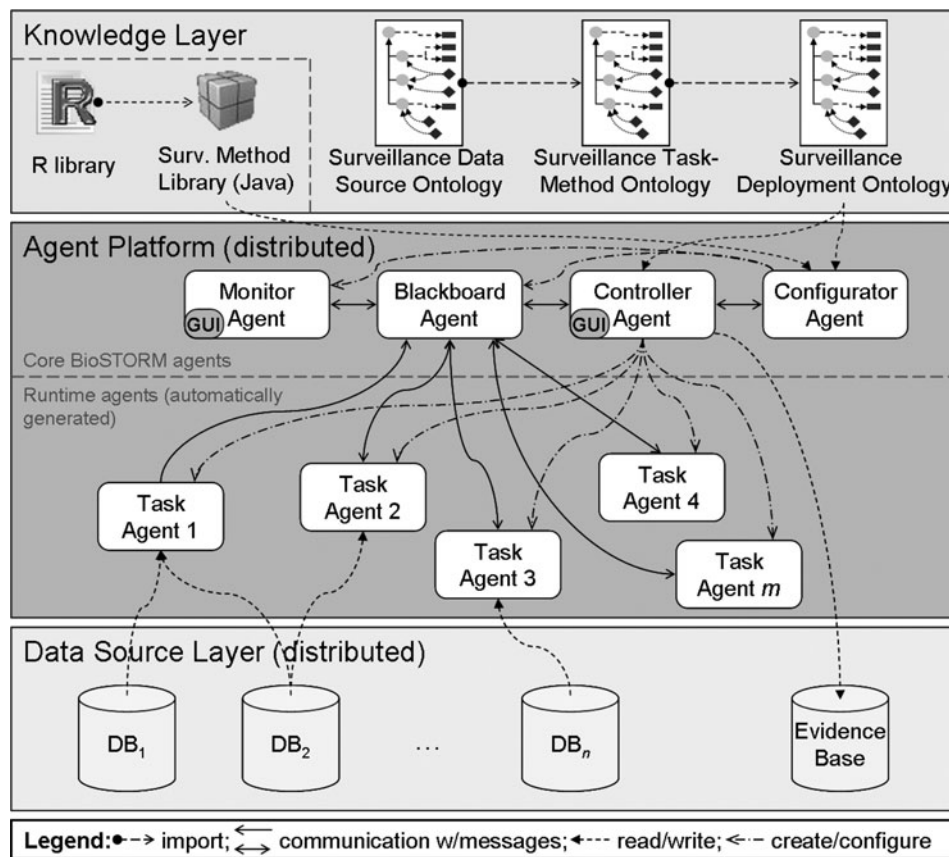 Knowledge Layer
R
R library
Surv. Method
Library (Java)
Surveillance Data
Source Ontology
Surveillance Task-
Method Ontology
Surveillance
Deployment Ontology
Agent Platform (distributed)
Monitor
Agent
GUI
Blackboard
Agent
Controller
Agent
GUI
Configurator
Agent
Core BioSTORM agents
Runtime agents (automatically
generated)
Task
Agent 1
Task
Agent 2
Task
Agent 3
Task
Agent 4
Task
Agent m
Data Source Layer (distributed)
DB1
DB2
...
DBn
Evidence
Base
Legend: import; communication w/messages; read/write; create/configure